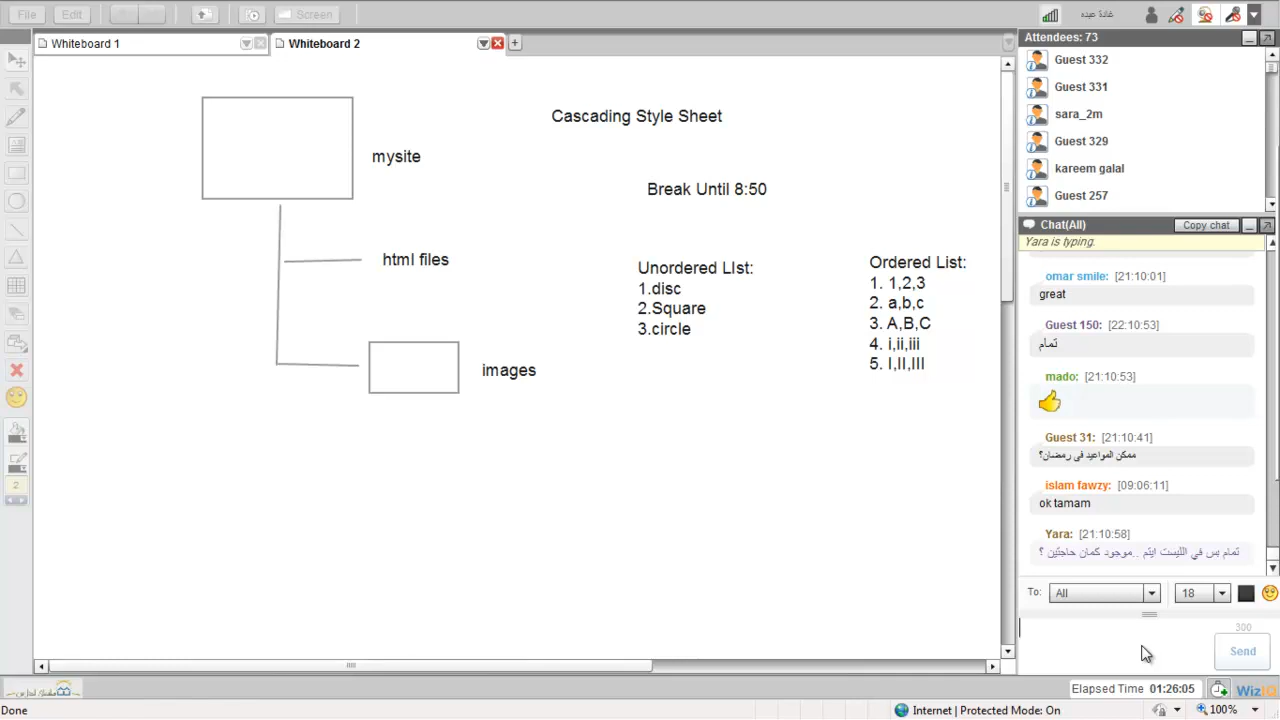 File Edit Screen غادة عبده
Whiteboard 1 Whiteboard 2
Attendees: 73
Guest 332
Guest 331
sara_2m
Guest 329
kareem galal
Guest 257
Cascading Style Sheet
mysite
Break Until 8:50
html files
Unordered LIst:
1.disc
2.Square
3.circle
Ordered List:
1. 1,2,3
2. a,b,c
3. A,B,C
4. i,ii,iii
5. I,II,III
images
Chat(All) Copy chat
Yara is typing.
omar smile: [21:10:01]
great
Guest 150: [22:10:53]
تمام
mado: [21:10:53]
Guest 31: [21:10:41]
ممكن المواعيد فى رمضان؟
islam fawzy: [09:06:11]
ok tamam
Yara: [21:10:58]
تمام بس في الليست ايتم ..موجود كمان حاجتين ؟
To: All 18
300
Send
2
Elapsed Time 01:26:05
WizIQ
Done Internet | Protected Mode: On 100%